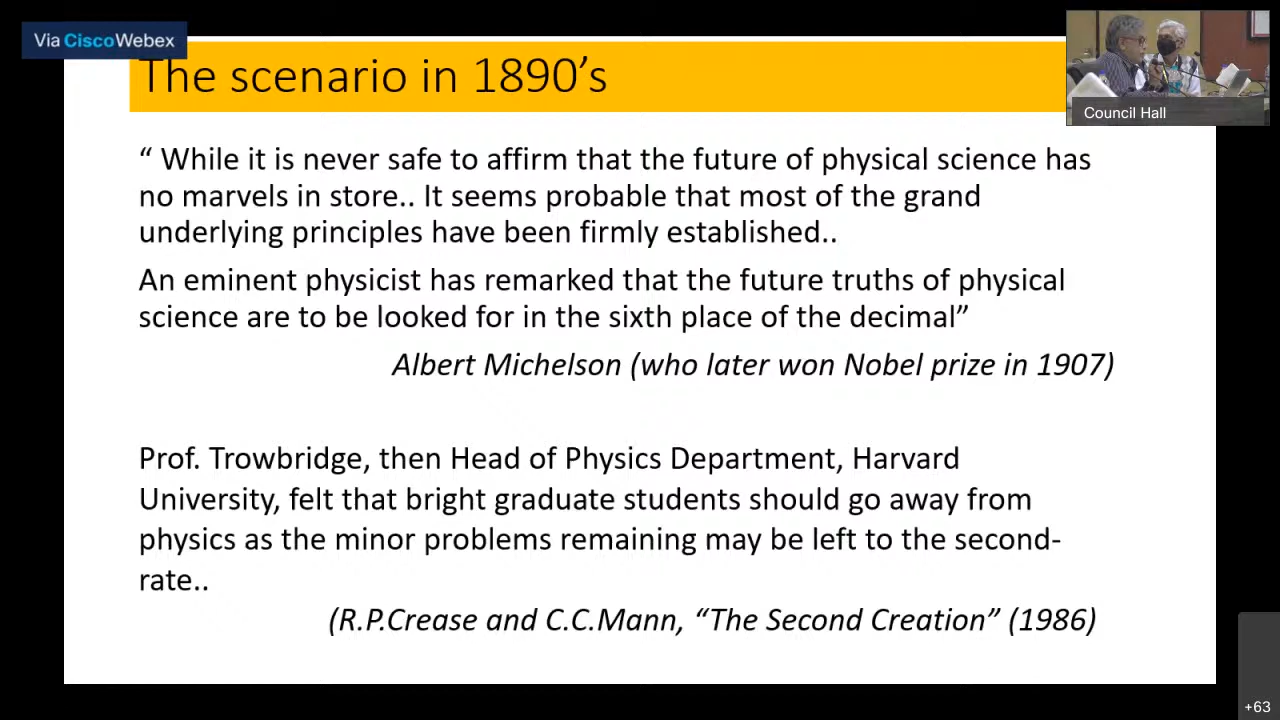 Via Cisco Webex
The scenario in 1890's
Council Hall
“ While it is never safe to affirm that the future of physical science has
no marvels in store.. It seems probable that most of the grand
underlying principles have been firmly established..
An eminent physicist has remarked that the future truths of physical
science are to be looked for in the sixth place of the decimal”
Albert Michelson (who later won Nobel prize in 1907)
Prof. Trowbridge, then Head of Physics Department, Harvard
University, felt that bright graduate students should go away from
physics as the minor problems remaining may be left to the second-
rate..
(R.P.Crease and C.C.Mann, “The Second Creation” (1986)
+63